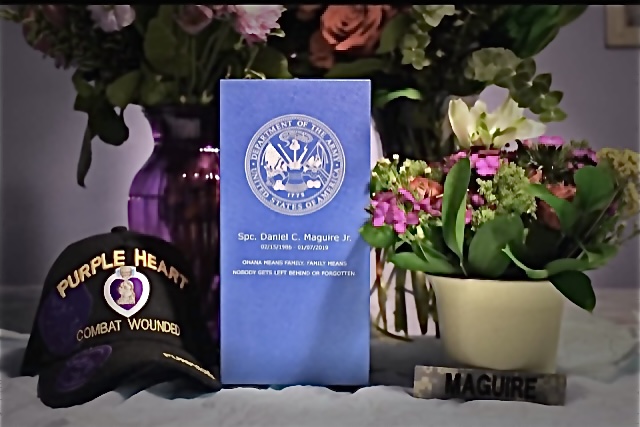 DEPARTMENT OF THE ARMY
UNITED STATES OF AMERICA
1775
Spc. Daniel C. Maguire Jr.
02/15/1986 - 01/07/2019
OHANA MEANS FAMILY, FAMILY MEANS
NOBODY GETS LEFT BEHIND OR FORGOTTEN
PURPLE HEART
COMBAT WOUNDED
MAGUIRE